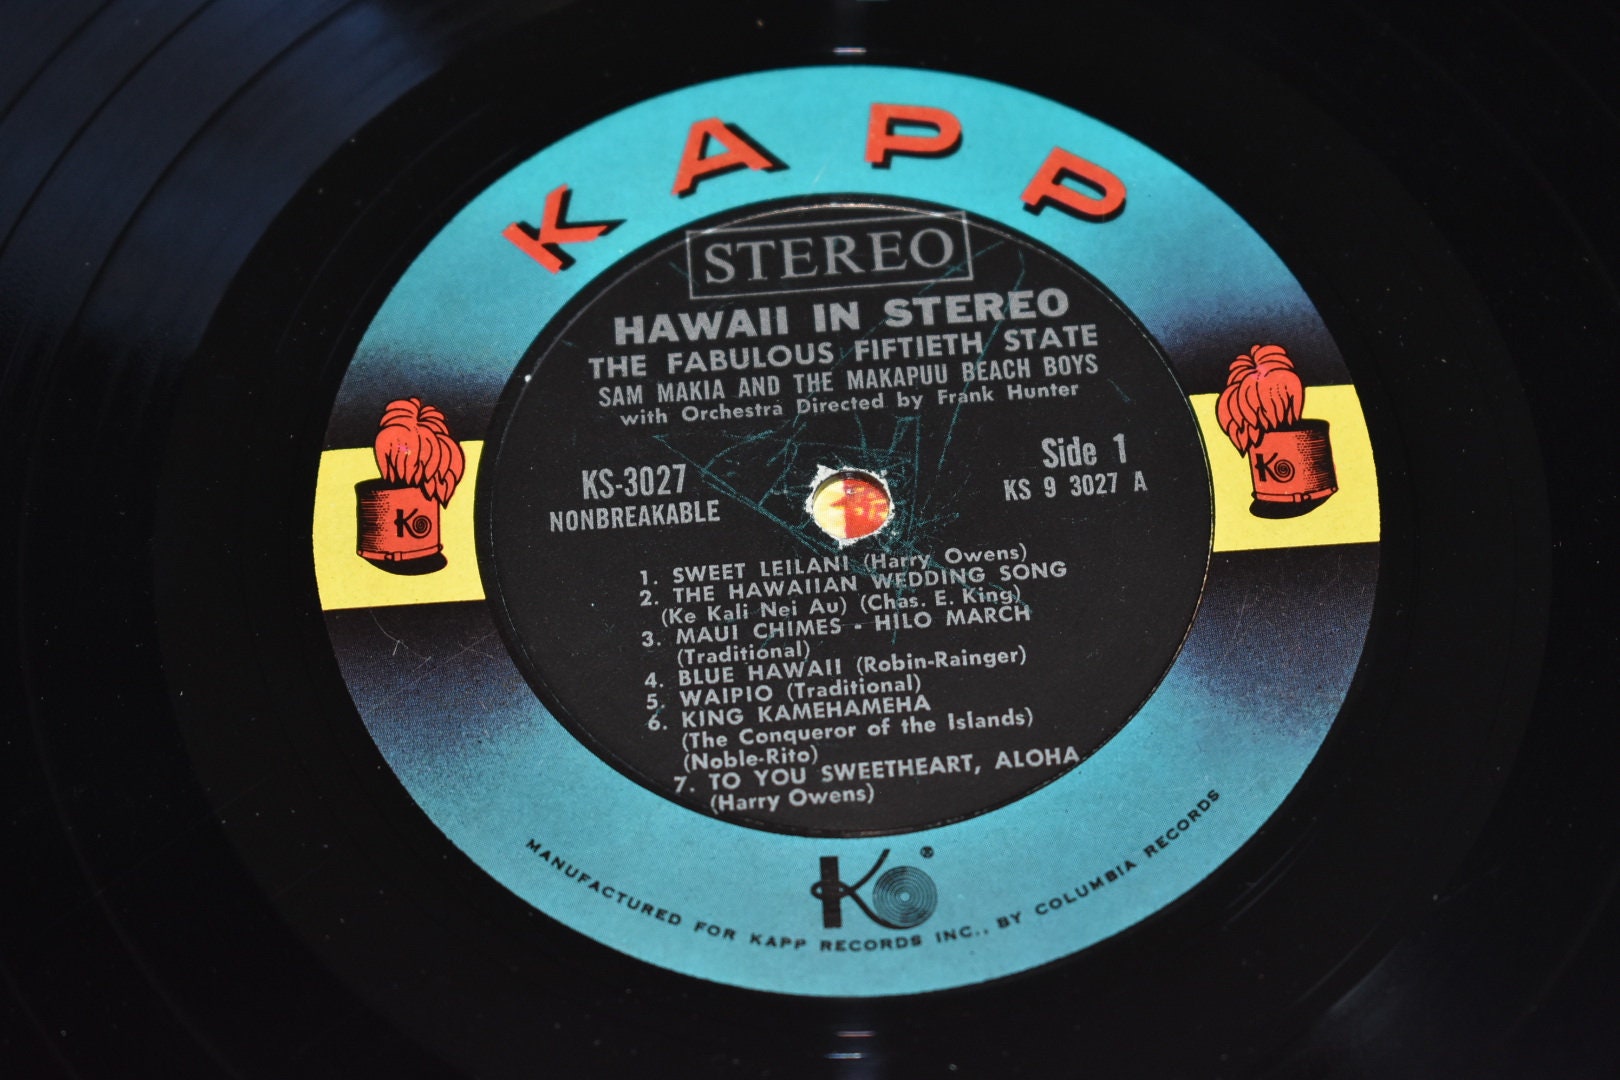 KAPP
STEREO
HAWAII IN STEREO
THE FABULOUS FIFTIETH STATE
SAM MAKIA AND THE MAKAPUU BEACH BOYS
with Orchestra Directed by Frank Hunter
KS-3027
NONBREAKABLE
Side 1
KS 9 3027 A
1. SWEET LEILANI (Harry Owens)
2. THE HAWAIIAN WEDDING SONG
(Ke Kali Nei Au) (Chas. E. King)
3. MAUI CHIMES - HILO MARCH
(Traditional)
4. BLUE HAWAII (Robin-Rainger)
5. WAIPIO (Traditional)
6. KING KAMEHAMEHA
(The Conqueror of the Islands)
(Noble-Rito)
7. TO YOU SWEETHEART, ALOHA
(Harry Owens)
K
K
K ®
MANUFACTURED FOR KAPP RECORDS INC., BY COLUMBIA RECORDS